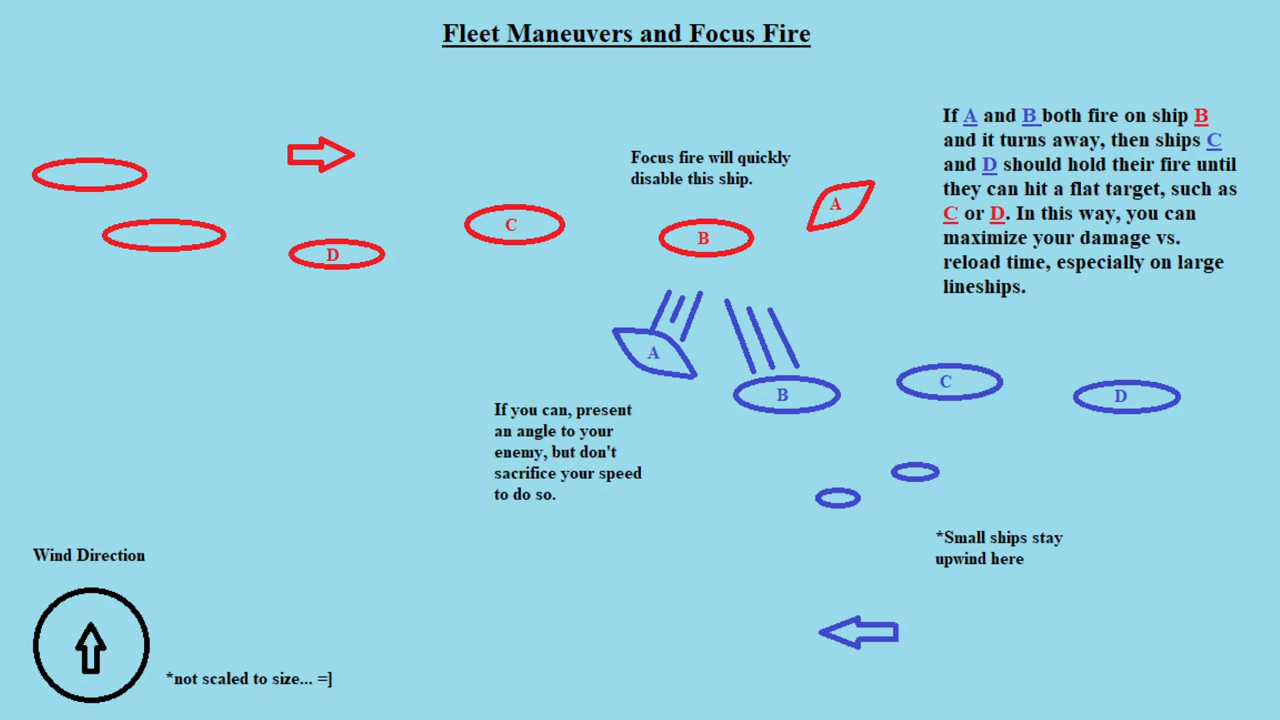 Fleet Maneuvers and Focus Fire
If A and B both fire on ship B
and it turns away, then ships C
and D should hold their fire until
they can hit a flat target, such as
C or D. In this way, you can
maximize your damage vs.
reload time, especially on large
lineships.
Focus fire will quickly
disable this ship.
A
B
C
D
A
B
C
D
If you can, present
an angle to your
enemy, but don't
sacrifice your speed
to do so.
*Small ships stay
upwind here
Wind Direction
*not scaled to size... =]